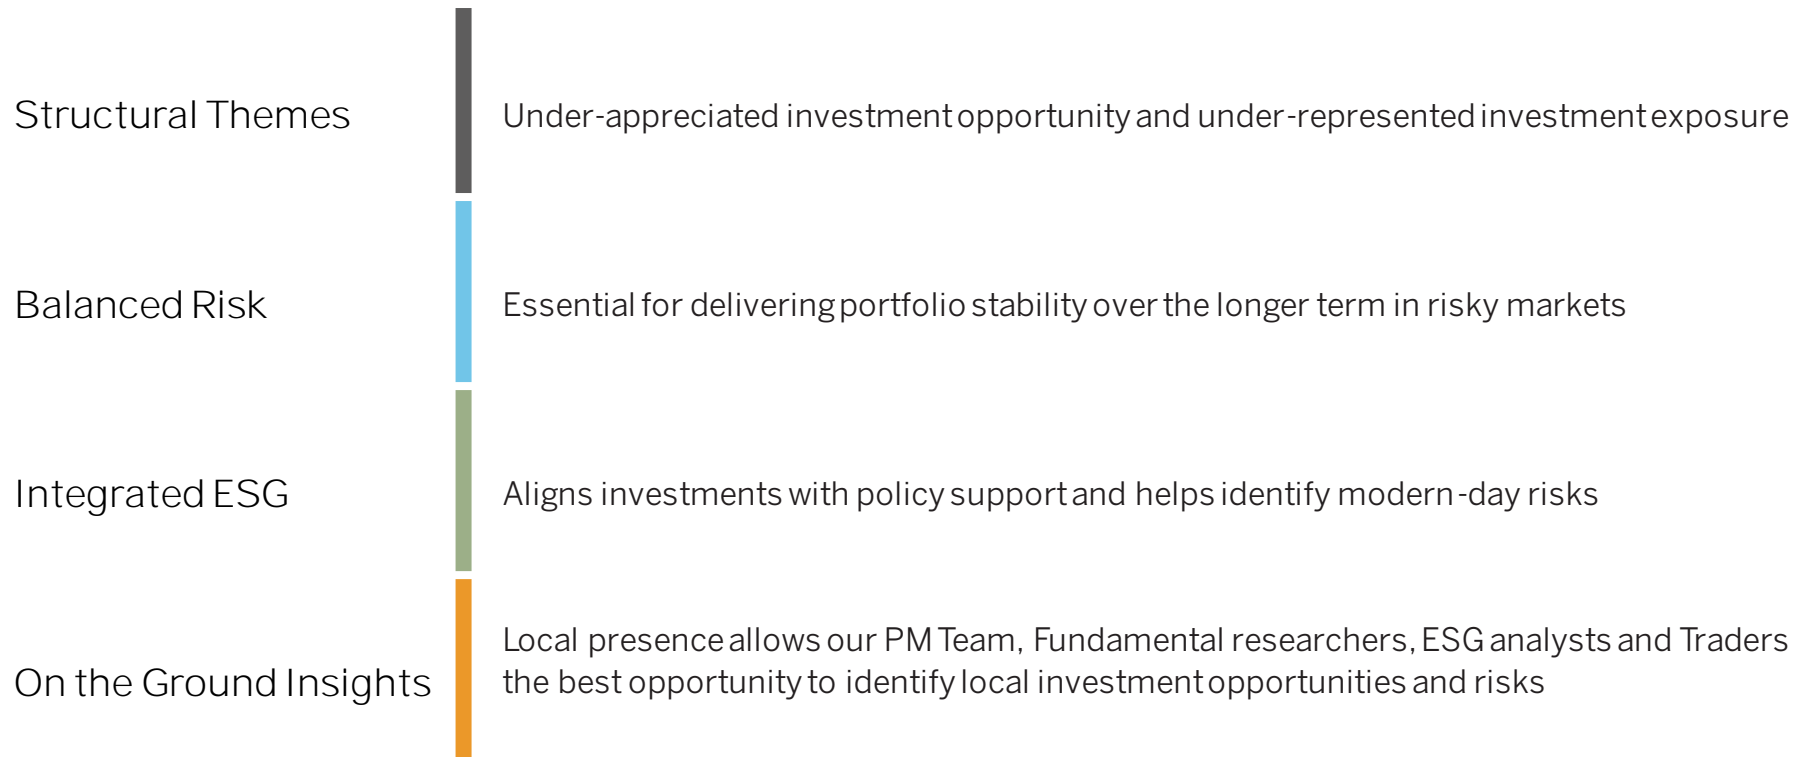 Structural Themes
Under-appreciated investment opportunity and under-represented investment exposure
Balanced Risk
Essential for delivering portfolio stability over the longer term in risky markets
Integrated ESG
Aligns investments with policy support and helps identify modern-day risks
On the Ground Insights
Local presence allows our PM Team, Fundamental researchers, ESG analysts and Traders
the best opportunity to identify local investment opportunities and risks